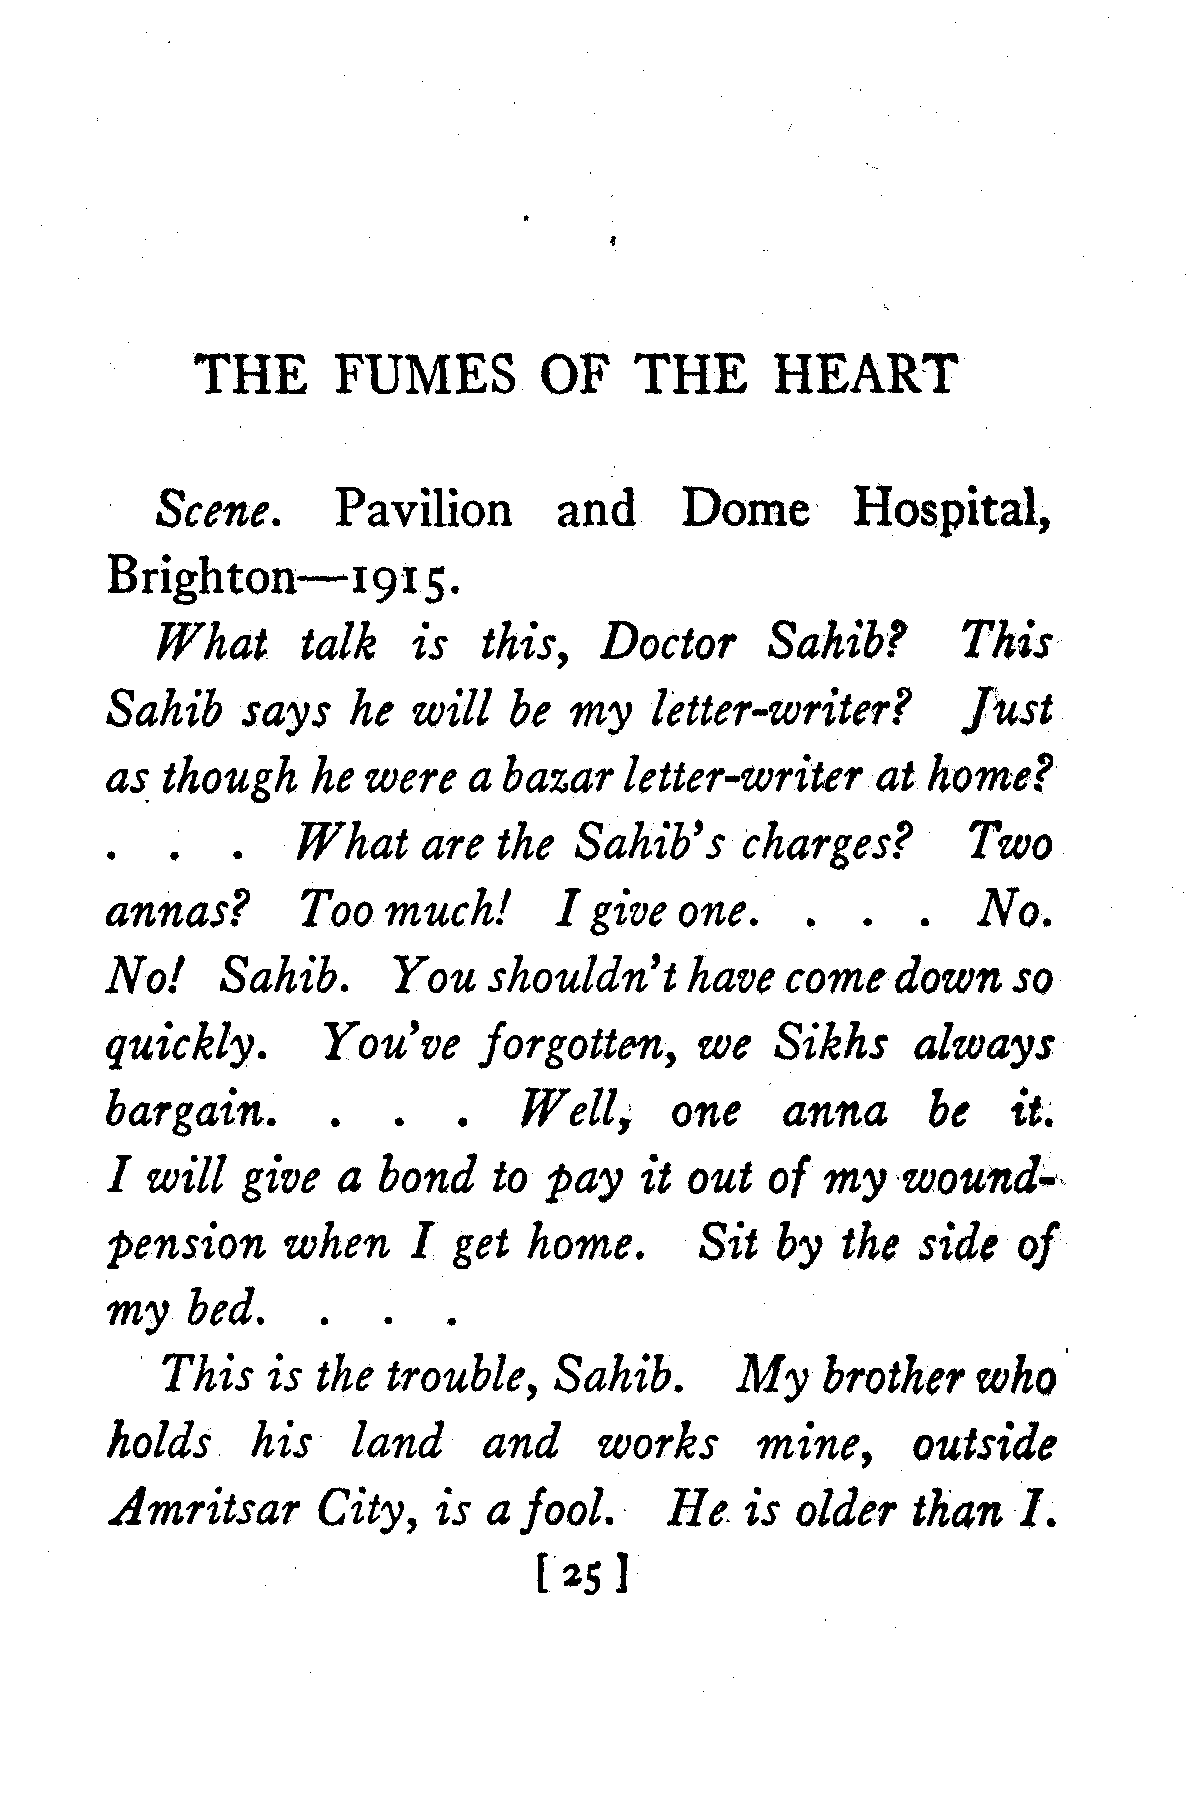 THE FUMES OF THE HEART
Scene. Pavilion and Dome Hospital,
Brighton—1915.
What talk is this, Doctor Sahib? This
Sahib says he will be my letter-writer? Just
as though he were a bazar letter-writer at home?
. . . What are the Sahib's charges? Two
annas? Too much! I give one. . . . No.
No! Sahib. You shouldn't have come down so
quickly. You've forgotten, we Sikhs always
bargain. . . . Well, one anna be it.
I will give a bond to pay it out of my wound-
pension when I get home. Sit by the side of
my bed. . . .
This is the trouble, Sahib. My brother who
holds his land and works mine, outside
Amritsar City, is a fool. He is older than I.
[ 25 ]